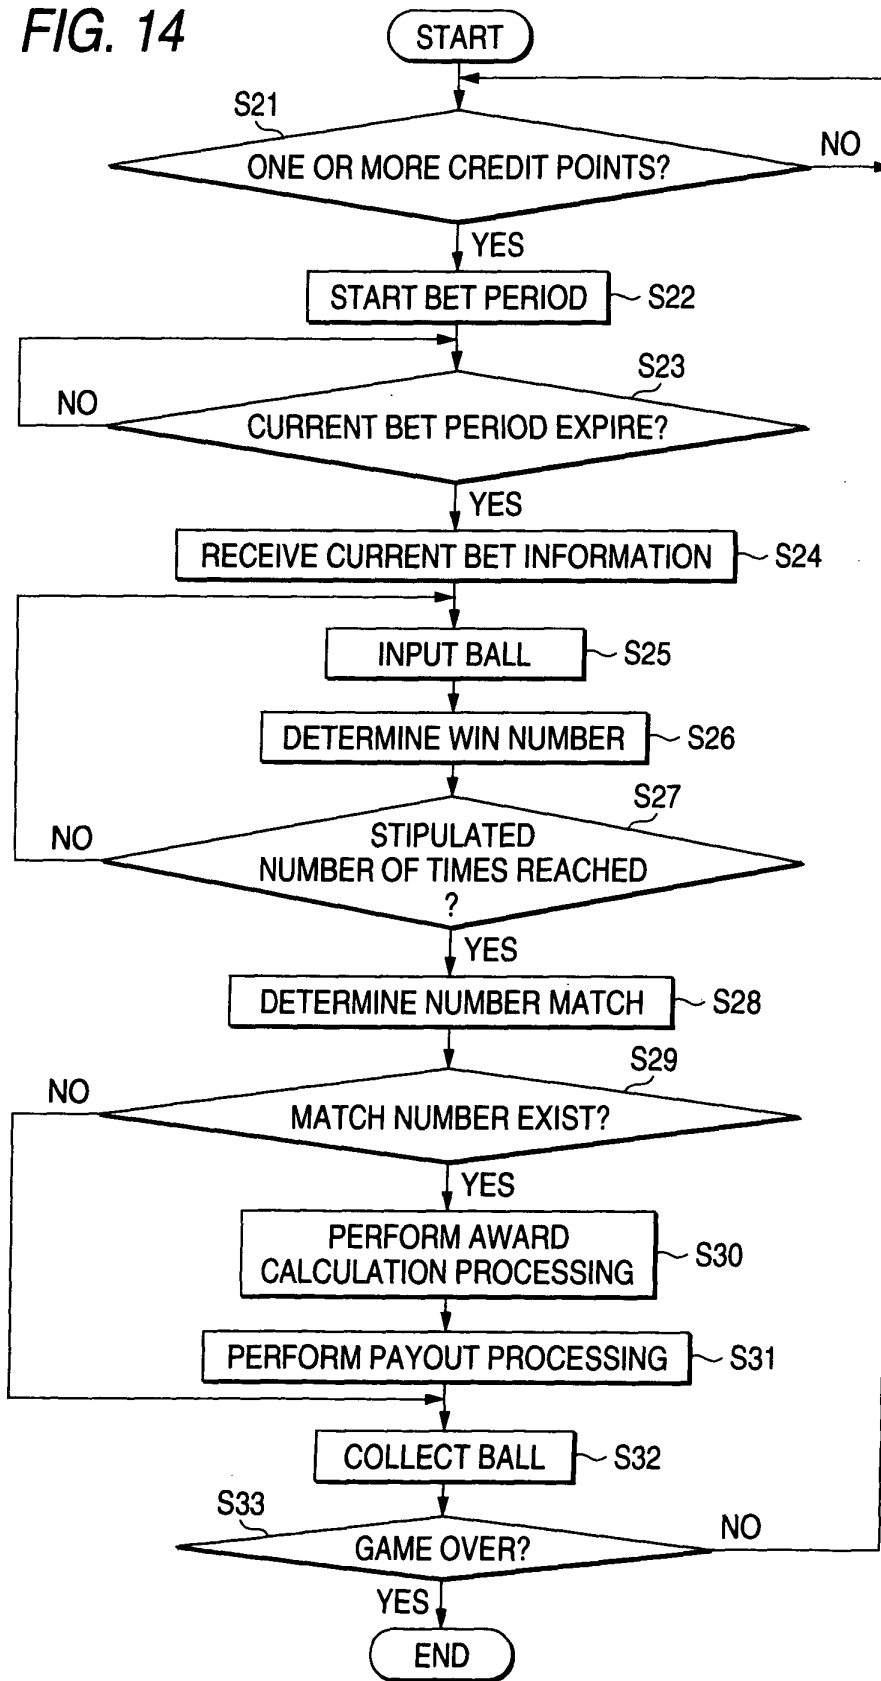 FIG. 14
START
S21
ONE OR MORE CREDIT POINTS?
NO
YES
START BET PERIOD
S22
S23
NO
CURRENT BET PERIOD EXPIRE?
YES
RECEIVE CURRENT BET INFORMATION
S24
INPUT BALL
S25
DETERMINE WIN NUMBER
S26
S27
NO
STIPULATED
NUMBER OF TIMES REACHED
?
YES
DETERMINE NUMBER MATCH
S28
S29
NO
MATCH NUMBER EXIST?
YES
PERFORM AWARD
CALCULATION PROCESSING
S30
PERFORM PAYOUT PROCESSING
S31
COLLECT BALL
S32
S33
GAME OVER?
NO
YES
END